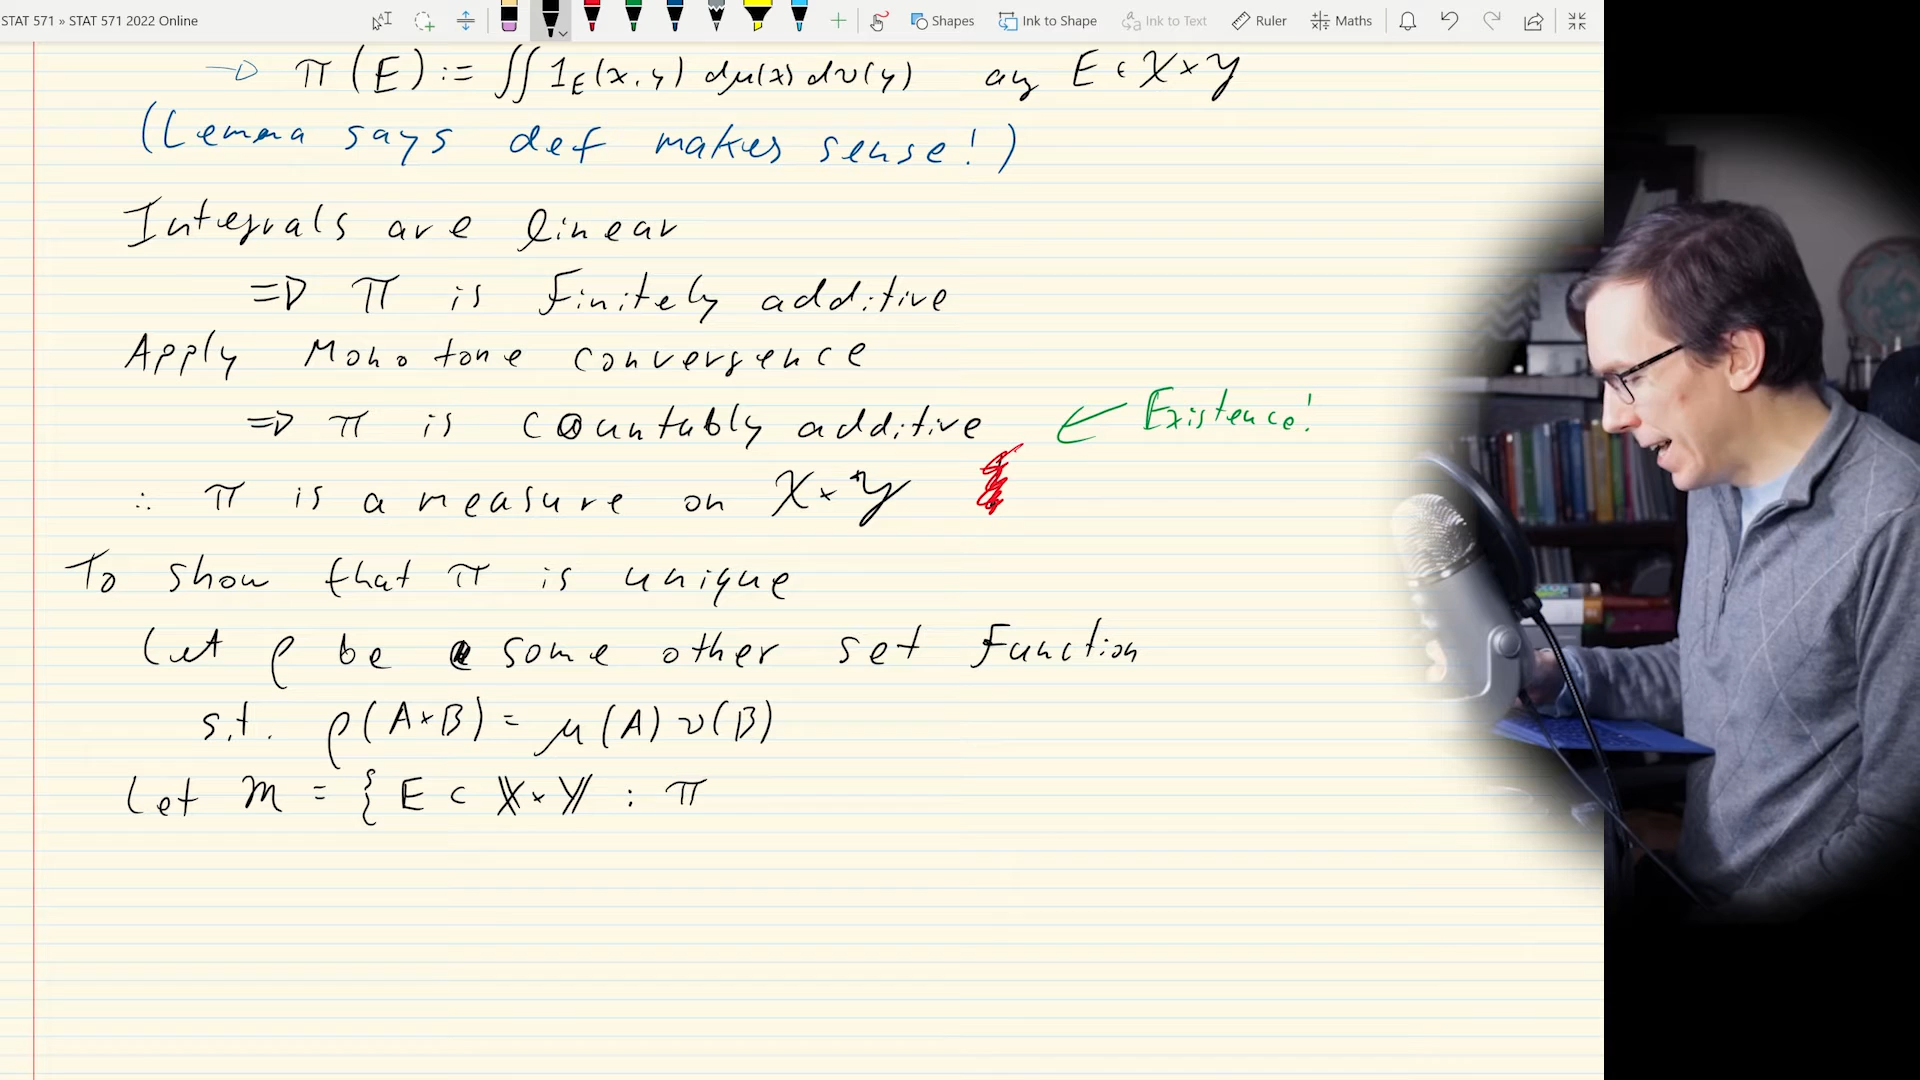 STAT 571 » STAT 571 2022 Online
Shapes Ink to Shape Ink to Text Ruler Maths
→ π(E) := ∬ 1_E(x,y) dμ(x) dν(y) any E ∈ 𝒳×𝒴
(Lemma says def makes sense!)
Integrals are linear
⇒ π is finitely additive
Apply Monotone convergence
⇒ π is countably additive ← Existence!
∴ π is a measure on 𝒳×𝒴
To show that π is unique
Let ρ be some other set function
s.t. ρ(A×B) = μ(A) ν(B)
Let ℳ = { E ⊂ 𝕏×𝕐 : π